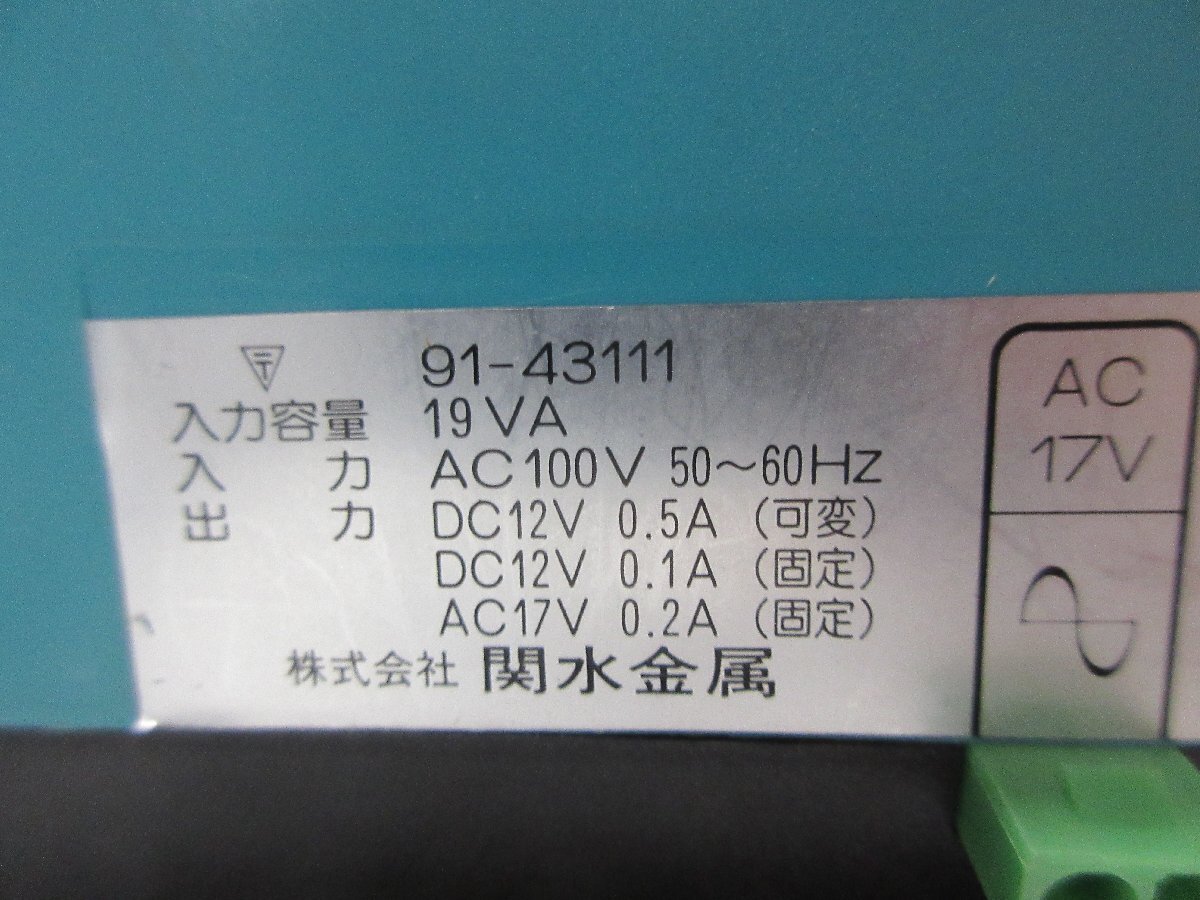 〒 91-43111
入力容量 19VA
入力 AC100V 50〜60Hz
出力 DC12V 0.5A (可変)
DC12V 0.1A (固定)
AC17V 0.2A (固定)
株式会社 関水金属
AC
17V